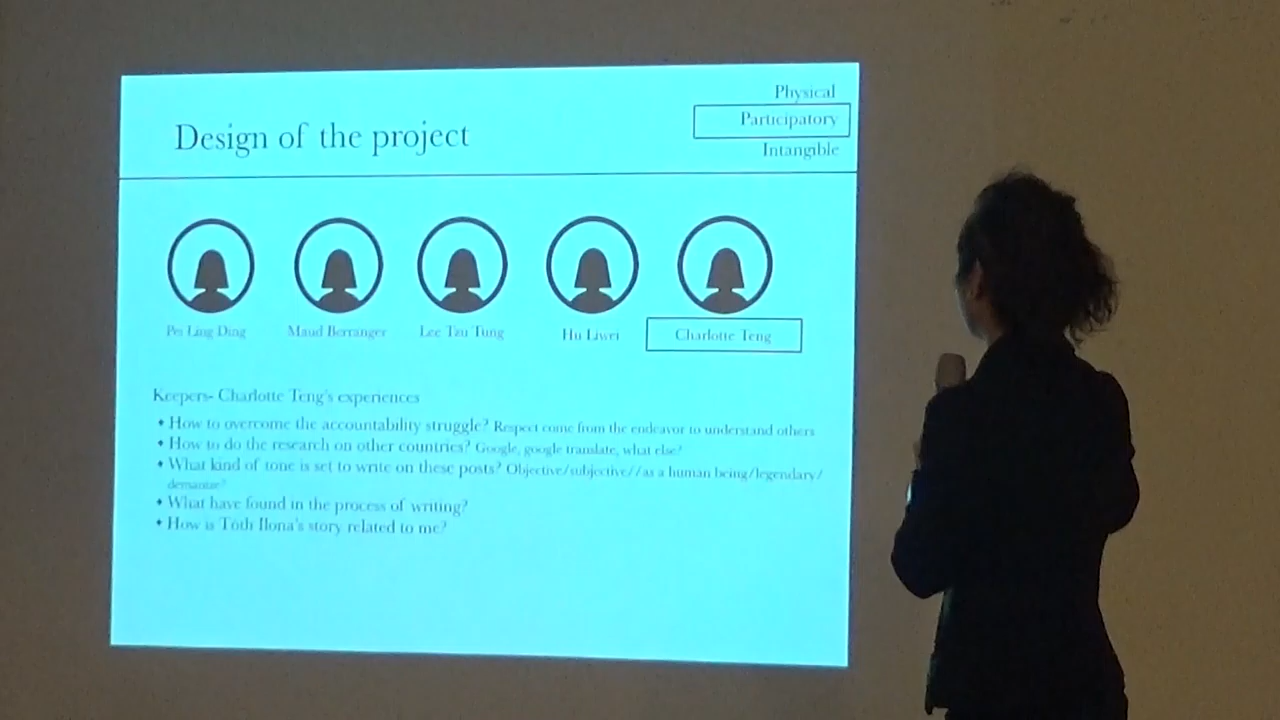 Physical
Participatory
Intangible
Design of the project
Pei Ling Ding
Maud Berranger
Lee Tzu Tung
Hu Liwei
Charlotte Teng
Keepers- Charlotte Teng's experiences
• How to overcome the accountability struggle? Respect come from the endeavor to understand others
• How to do the research on other countries? Google, google translate, what else?
• What kind of tone is set to write on these posts? Objective/subjective//as a human being/legendary/
• What have found in the process of writing?
• How is Toth Ilona's story related to me?